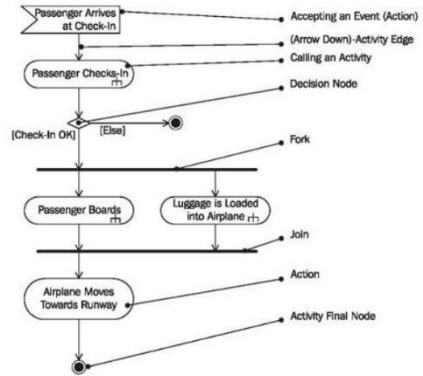 Passenger Arrives
at Check-In
Accepting an Event (Action)
(Arrow Down)-Activity Edge
Calling an Activity
Passenger Checks-In
Decision Node
[Check-In OK]
[Else]
Fork
Passenger Boards
Luggage is Loaded
into Airplane
Join
Airplane Moves
Towards Runway
Action
Activity Final Node